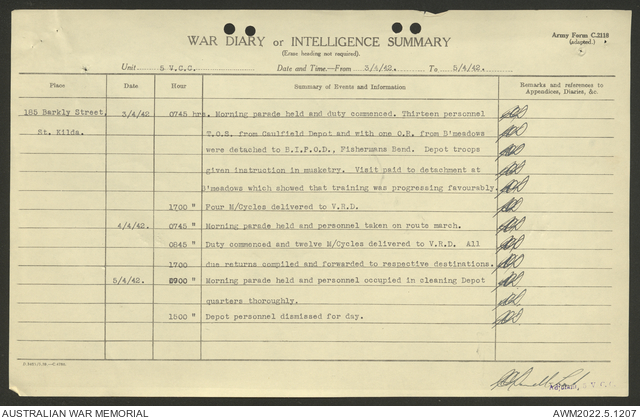 WAR DIARY or INTELLIGENCE SUMMARY
(Erase heading not required).
Army Form C.2118
(adapted.)
Unit 5 V.C.C. Date and Time—From 3/4/42. To 5/4/42.
Place Date Hour Summary of Events and Information Remarks and references to Appendices, Diaries, &c.
185 Barkly Street, 3/4/42 0745 hrs. Morning parade held and duty commenced. Thirteen personnel
St. Kilda. T.O.S. from Caulfield Depot and with one O.R. from B'meadows
were detached to B.I.P.O.D., Fishermans Bend. Depot troops
given instruction in musketry. Visit paid to detachment at
B'meadows which showed that training was progressing favourably.
1700 " Four M/Cycles delivered to V.R.D.
4/4/42. 0745 " Morning parade held and personnel taken on route march.
0845 " Duty commenced and twelve M/Cycles delivered to V.R.D. All
1700 due returns compiled and forwarded to respective destinations.
5/4/42. 0900 " Morning parade held and personnel occupied in cleaning Depot
quarters thoroughly.
1500 " Depot personnel dismissed for day.
AUSTRALIAN WAR MEMORIAL AWM2022.5.1207